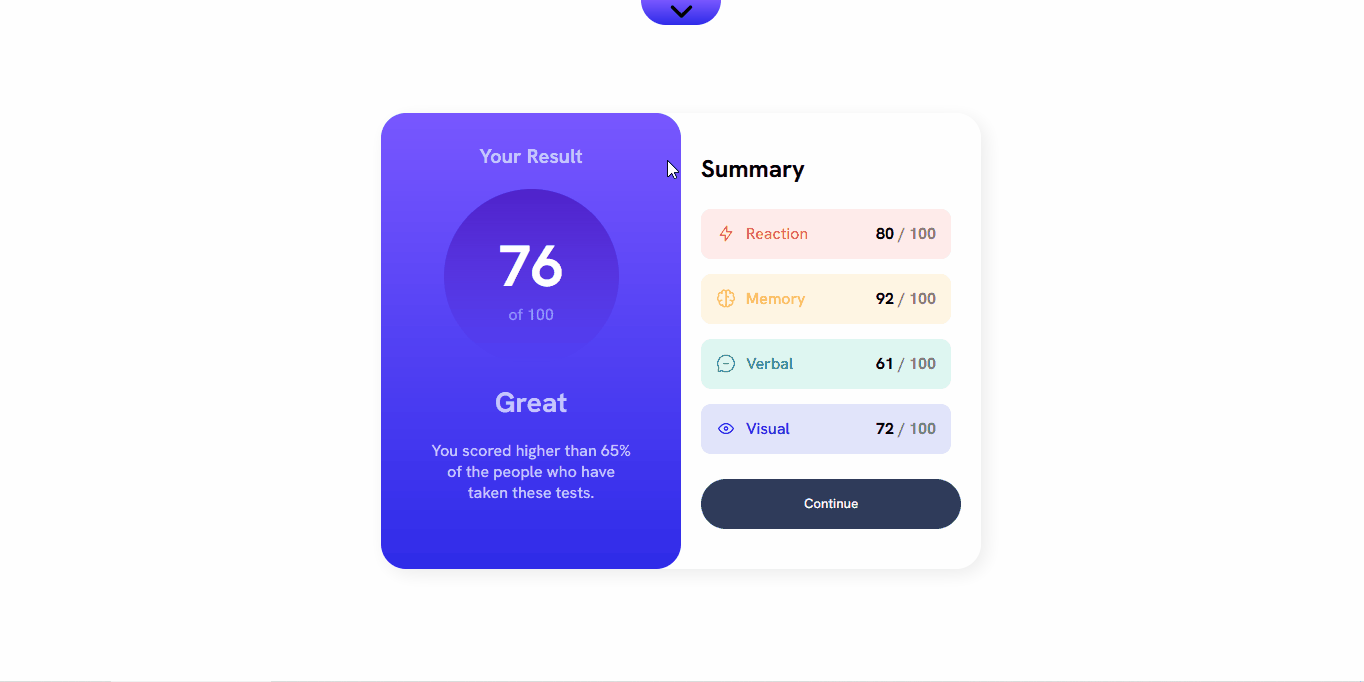 Your Result
76
of 100
Great
You scored higher than 65%
of the people who have
taken these tests.
Summary
Reaction 80 / 100
Memory 92 / 100
Verbal 61 / 100
Visual 72 / 100
Continue